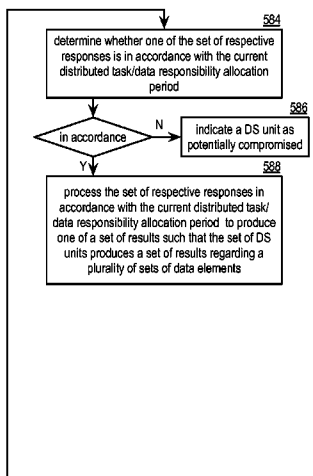 584
determine whether one of the set of respective
responses is in accordance with the current
distributed task/data responsibility allocation
period
in accordance
N
586
indicate a DS unit as
potentially compromised
Y
588
process the set of respective responses in
accordance with the current distributed task/
data responsibility allocation period to produce
one of a set of results such that the set of DS
units produces a set of results regarding a
plurality of sets of data elements